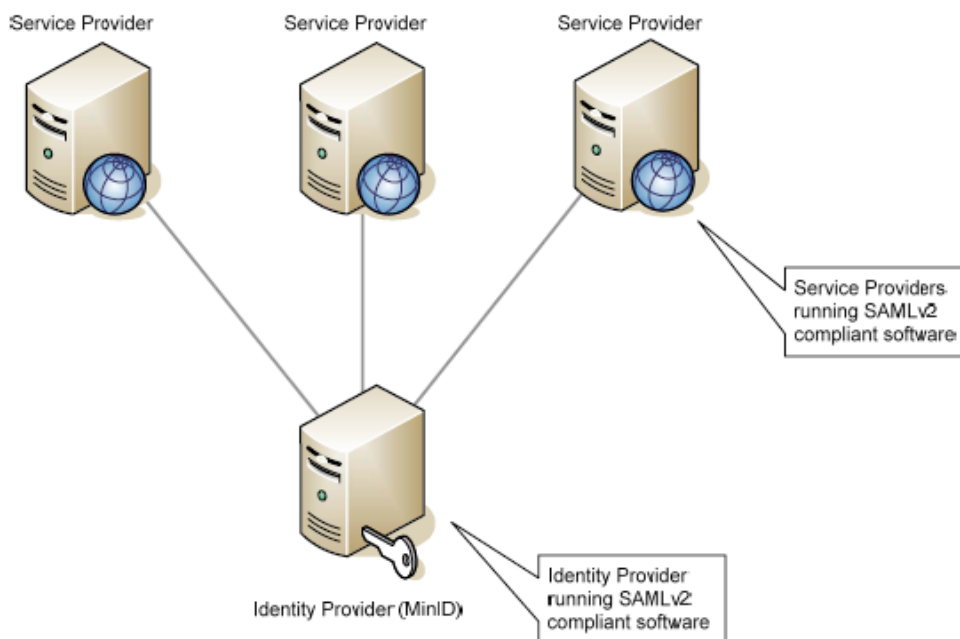 Service Provider
Service Provider
Service Provider
Service Providers
running SAMLv2
compliant software
Identity Provider (MinID)
Identity Provider
running SAMLv2
compliant software